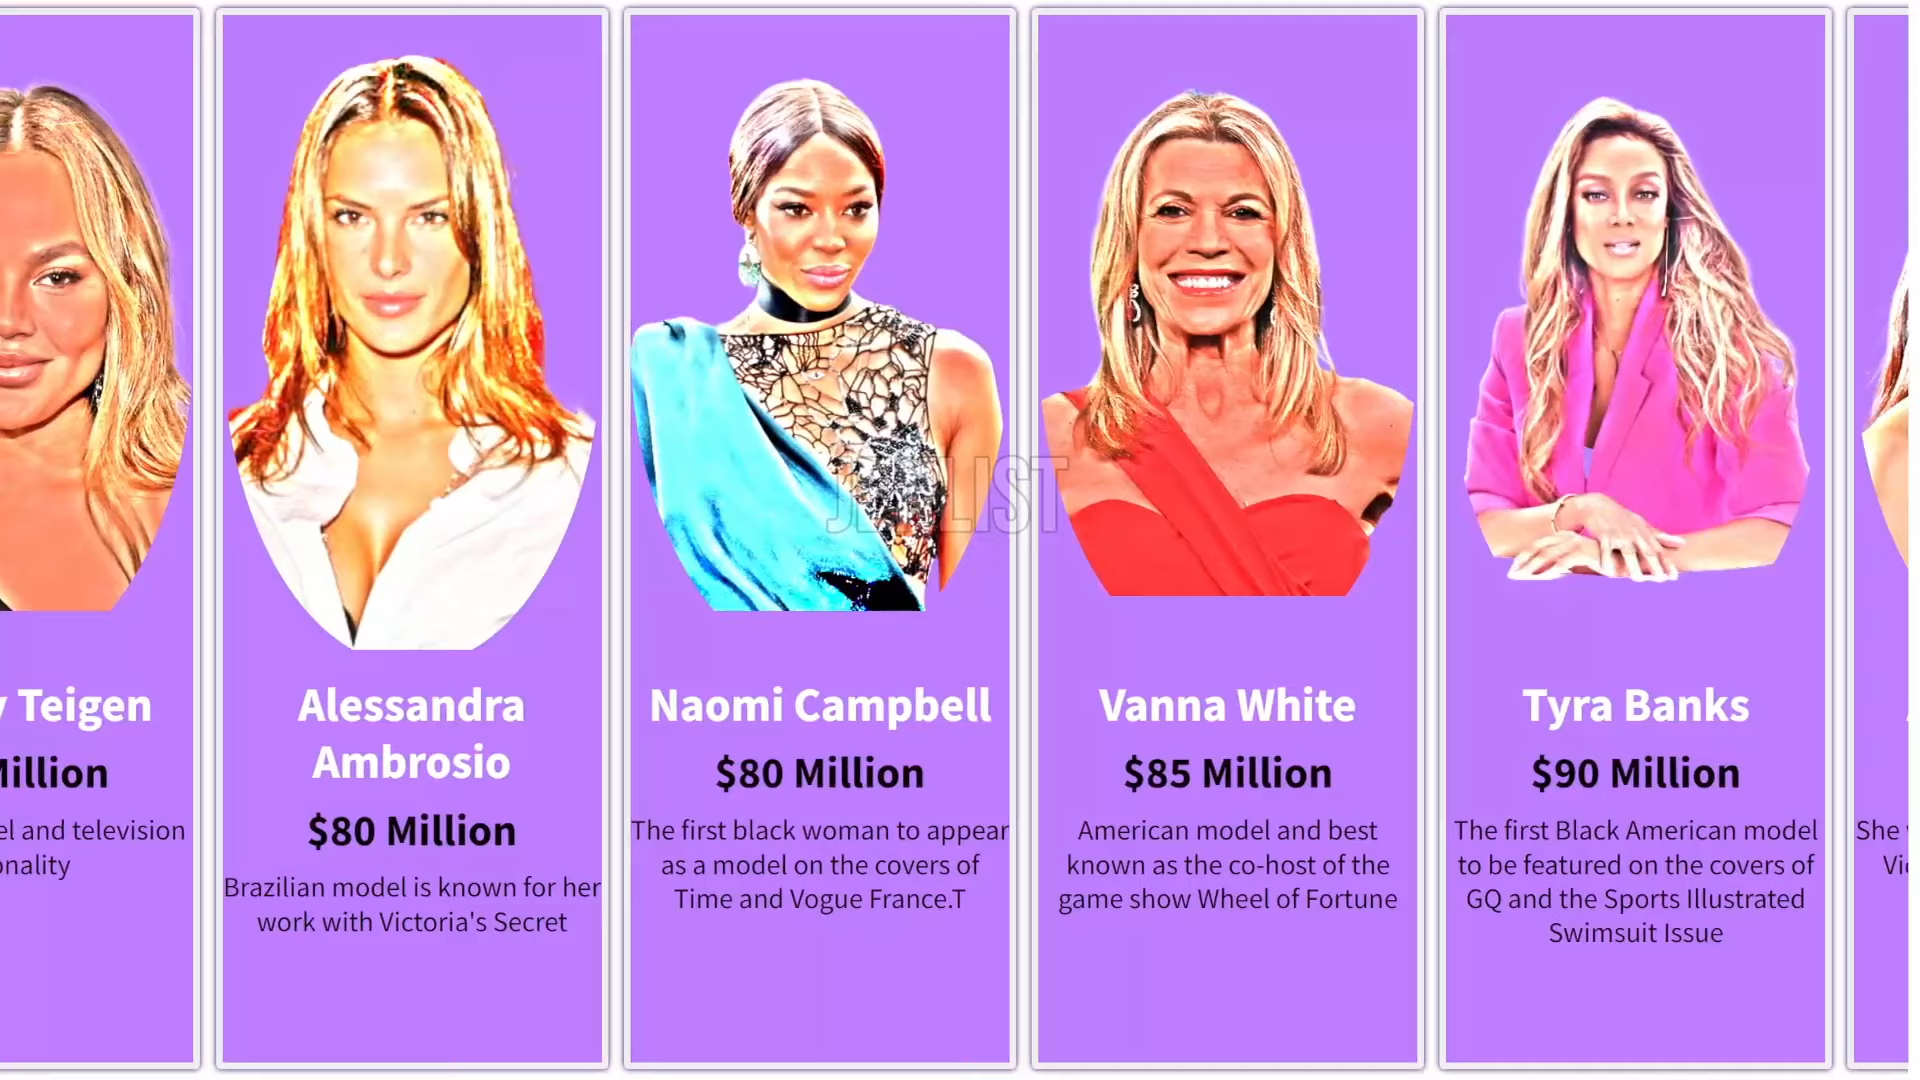 y Teigen
Million
el and television
onality
Alessandra
Ambrosio
$80 Million
Brazilian model is known for her
work with Victoria's Secret
Naomi Campbell
$80 Million
The first black woman to appear
as a model on the covers of
Time and Vogue France.T
Vanna White
$85 Million
American model and best
known as the co-host of the
game show Wheel of Fortune
Tyra Banks
$90 Million
The first Black American model
to be featured on the covers of
GQ and the Sports Illustrated
Swimsuit Issue
She